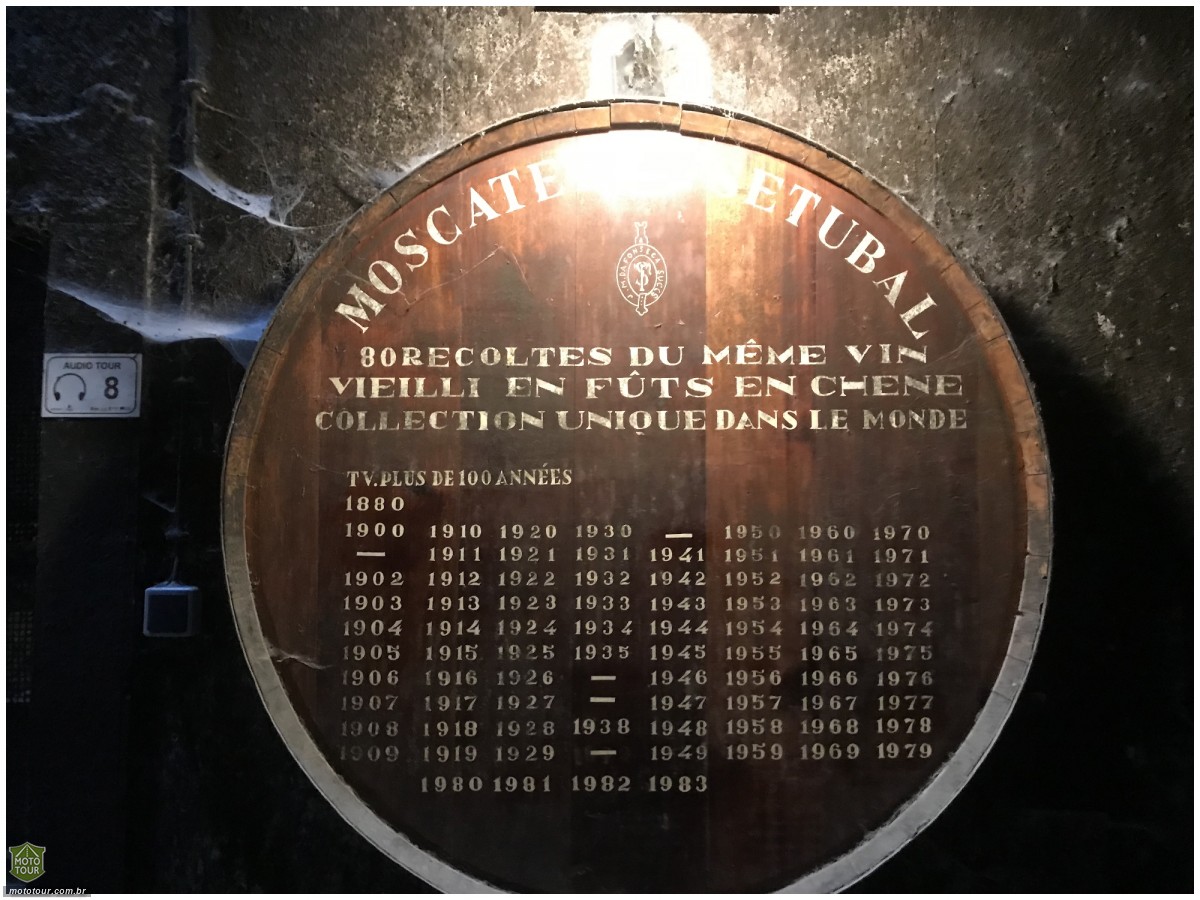 MOSCATE ETUBAL
J. M. DA FONSECA SUCCS
80 RECOLTES DU MÊME VIN
VIEILLI EN FÛTS EN CHENE
COLLECTION UNIQUE DANS LE MONDE
TV. PLUS DE 100 ANNÉES
1880
1900 1910 1920 1930 — 1950 1960 1970
— 1911 1921 1931 1941 1951 1961 1971
1902 1912 1922 1932 1942 1952 1962 1972
1903 1913 1923 1933 1943 1953 1963 1973
1904 1914 1924 1934 1944 1954 1964 1974
1905 1915 1925 1935 1945 1955 1965 1975
1906 1916 1926 — 1946 1956 1966 1976
1907 1917 1927 — 1947 1957 1967 1977
1908 1918 1928 1938 1948 1958 1968 1978
1909 1919 1929 — 1949 1959 1969 1979
1980 1981 1982 1983
AUDIO TOUR
8
MOTO
TOUR
mototour.com.br